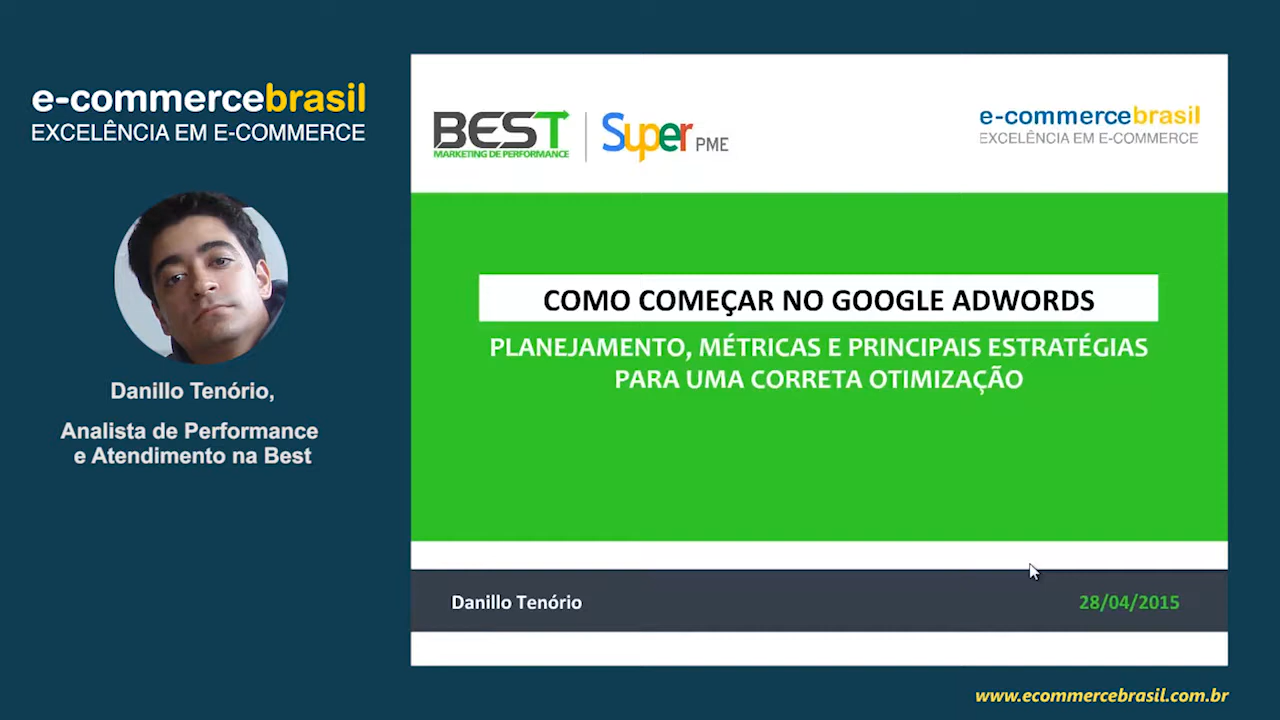 e-commercebrasil
EXCELÊNCIA EM E-COMMERCE
Danillo Tenório,
Analista de Performance
e Atendimento na Best
BEST
MARKETING DE PERFORMANCE
Super PME
e-commercebrasil
EXCELÊNCIA EM E-COMMERCE
COMO COMEÇAR NO GOOGLE ADWORDS
PLANEJAMENTO, MÉTRICAS E PRINCIPAIS ESTRATÉGIAS
PARA UMA CORRETA OTIMIZAÇÃO
Danillo Tenório
28/04/2015
www.ecommercebrasil.com.br